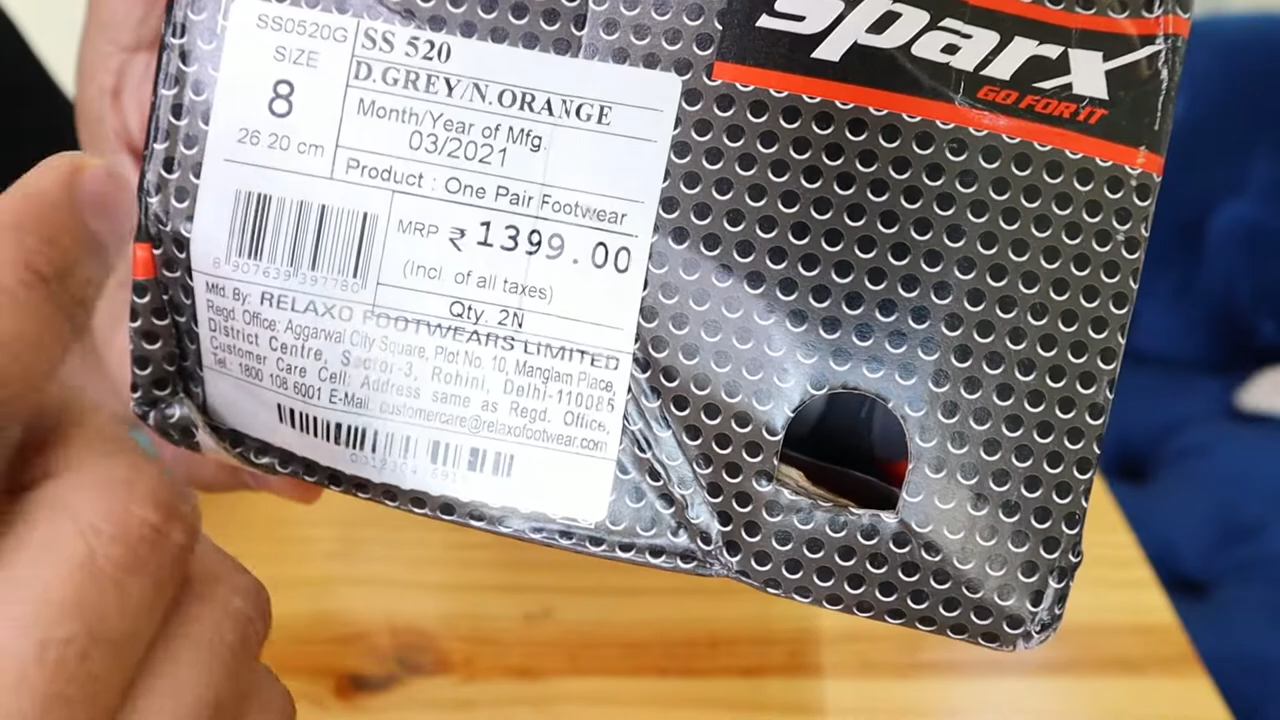 sparx
GO FOR IT
SS0520G
SIZE
8
26 20 cm
SS 520
D.GREY/N.ORANGE
Month/Year of Mfg.
03/2021
Product : One Pair Footwear
MRP ₹ 1399.00
(Incl. of all taxes)
Qty. 2N
8 907639 397780
Mfd. By: RELAXO FOOTWEARS LIMITED
Regd. Office: Aggarwal City Square, Plot No. 10, Manglam Place,
District Centre, Sector-3, Rohini, Delhi-110085
Customer Care Cell: Address same as Regd. Office,
Tel.: 1800 108 6001 E-Mail: customercare@relaxofootwear.com